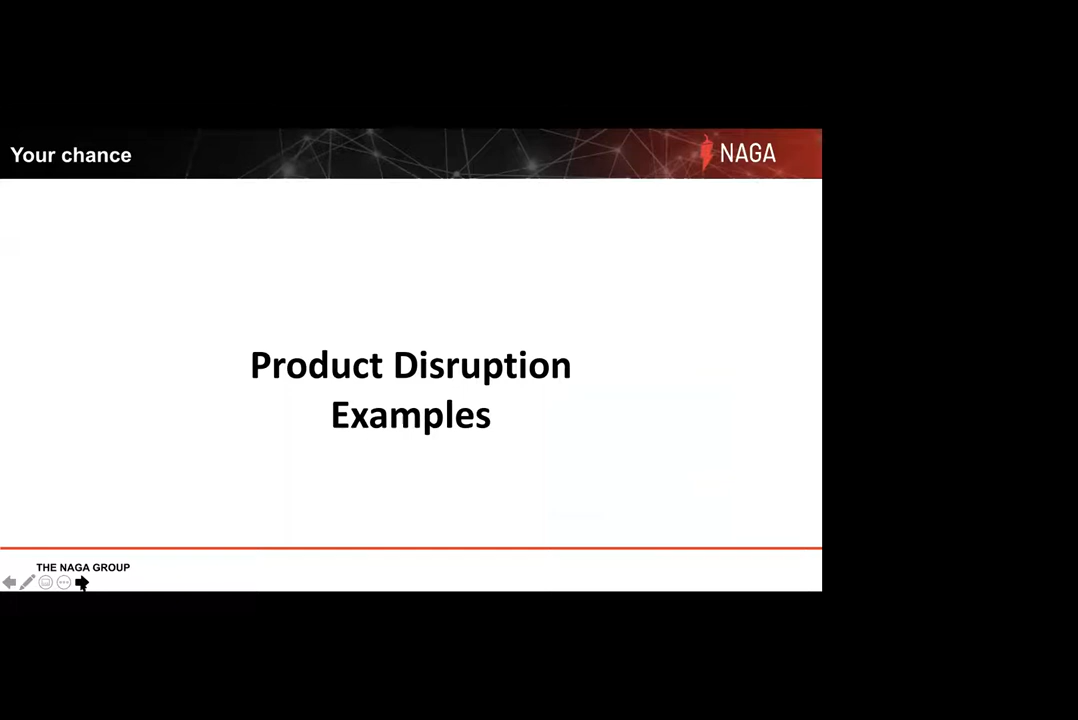 Your chance
NAGA
Product Disruption
Examples
THE NAGA GROUP